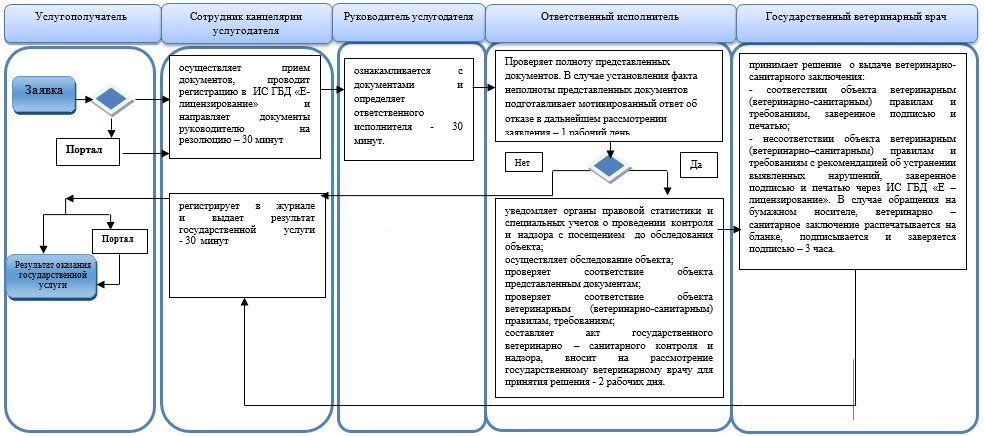 Услугополучатель
Сотрудник канцелярии
услугодателя
Руководитель услугодателя
Ответственный исполнитель
Государственный ветеринарный врач
Заявка
Портал
осуществляет прием
документов, проводит
регистрацию в ИС ГБД «Е-
лицензирование» и
направляет документы
руководителю на
резолюцию – 30 минут
ознакамливается с
документами и
определяет
ответственного
исполнителя - 30
минут.
Проверяет полноту представленных
документов. В случае установления факта
неполноты представленных документов
подготавливает мотивированный ответ об
отказе в дальнейшем рассмотрении
заявления – 1 рабочий день
Нет
Да
принимает решение о выдаче ветеринарно-
санитарного заключения:
- соответствии объекта ветеринарным
(ветеринарно-санитарным) правилам и
требованиям, заверенное подписью и
печатью;
- несоответствии объекта ветеринарным
(ветеринарно–санитарным) правилам и
требованиям с рекомендацией об устранении
выявленных нарушений, заверенное
подписью и печатью через ИС ГБД «Е –
лицензирование». В случае обращения на
бумажном носителе, ветеринарно –
санитарное заключение распечатывается на
бланке, подписывается и заверяется
подписью – 3 часа.
регистрирует в журнале
и выдает результат
государственной услуги
- 30 минут
Портал
Результат оказания
государственной
услуги
уведомляет органы правовой статистики и
специальных учетов о проведении контроля
и надзора с посещением до обследования
объекта;
осуществляет обследование объекта;
проверяет соответствие объекта
представленным документам;
проверяет соответствие объекта
ветеринарным (ветеринарно-санитарным)
правилам, требованиям;
составляет акт государственного
ветеринарно – санитарного контроля и
надзора, вносит на рассмотрение
государственному ветеринарному врачу для
принятия решения - 2 рабочих дня.